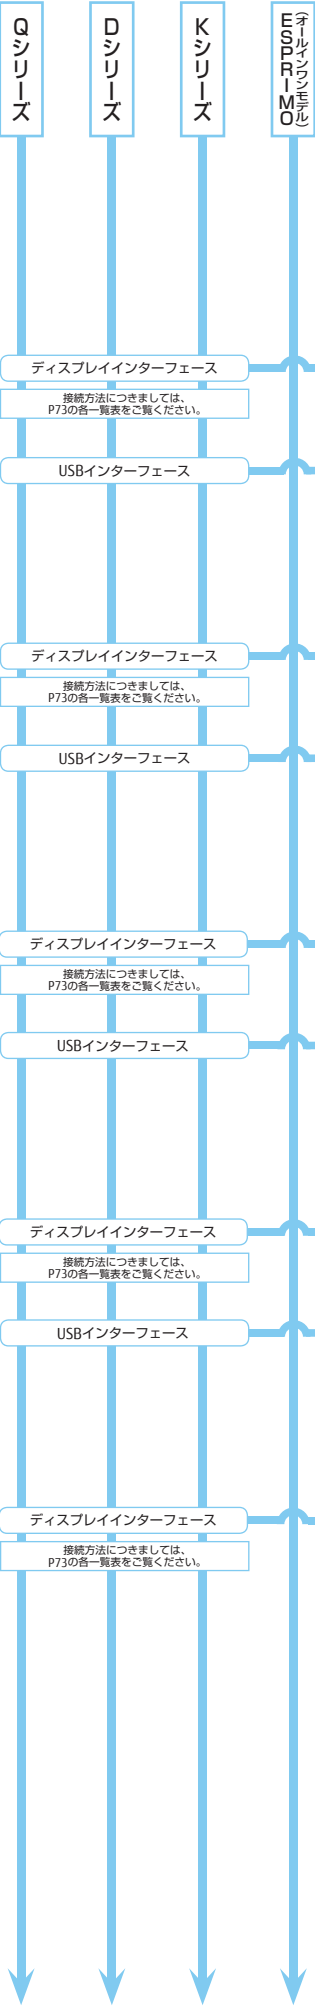 Qシリーズ
Dシリーズ
Kシリーズ
ESPRIMO
(オールインワンモデル)
ディスプレイインターフェース
接続方法につきましては、
P73の各一覧表をご覧ください。
USBインターフェース
ディスプレイインターフェース
接続方法につきましては、
P73の各一覧表をご覧ください。
USBインターフェース
ディスプレイインターフェース
接続方法につきましては、
P73の各一覧表をご覧ください。
USBインターフェース
ディスプレイインターフェース
接続方法につきましては、
P73の各一覧表をご覧ください。
USBインターフェース
ディスプレイインターフェース
接続方法につきましては、
P73の各一覧表をご覧ください。